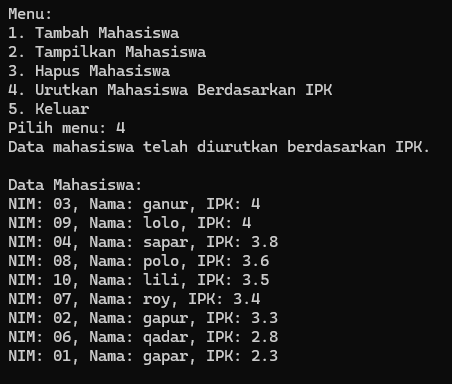 Menu:
1. Tambah Mahasiswa
2. Tampilkan Mahasiswa
3. Hapus Mahasiswa
4. Urutkan Mahasiswa Berdasarkan IPK
5. Keluar
Pilih menu: 4
Data mahasiswa telah diurutkan berdasarkan IPK.
Data Mahasiswa:
NIM: 03, Nama: ganur, IPK: 4
NIM: 09, Nama: lolo, IPK: 4
NIM: 04, Nama: sapar, IPK: 3.8
NIM: 08, Nama: polo, IPK: 3.6
NIM: 10, Nama: lili, IPK: 3.5
NIM: 07, Nama: roy, IPK: 3.4
NIM: 02, Nama: gapur, IPK: 3.3
NIM: 06, Nama: qadar, IPK: 2.8
NIM: 01, Nama: gapar, IPK: 2.3